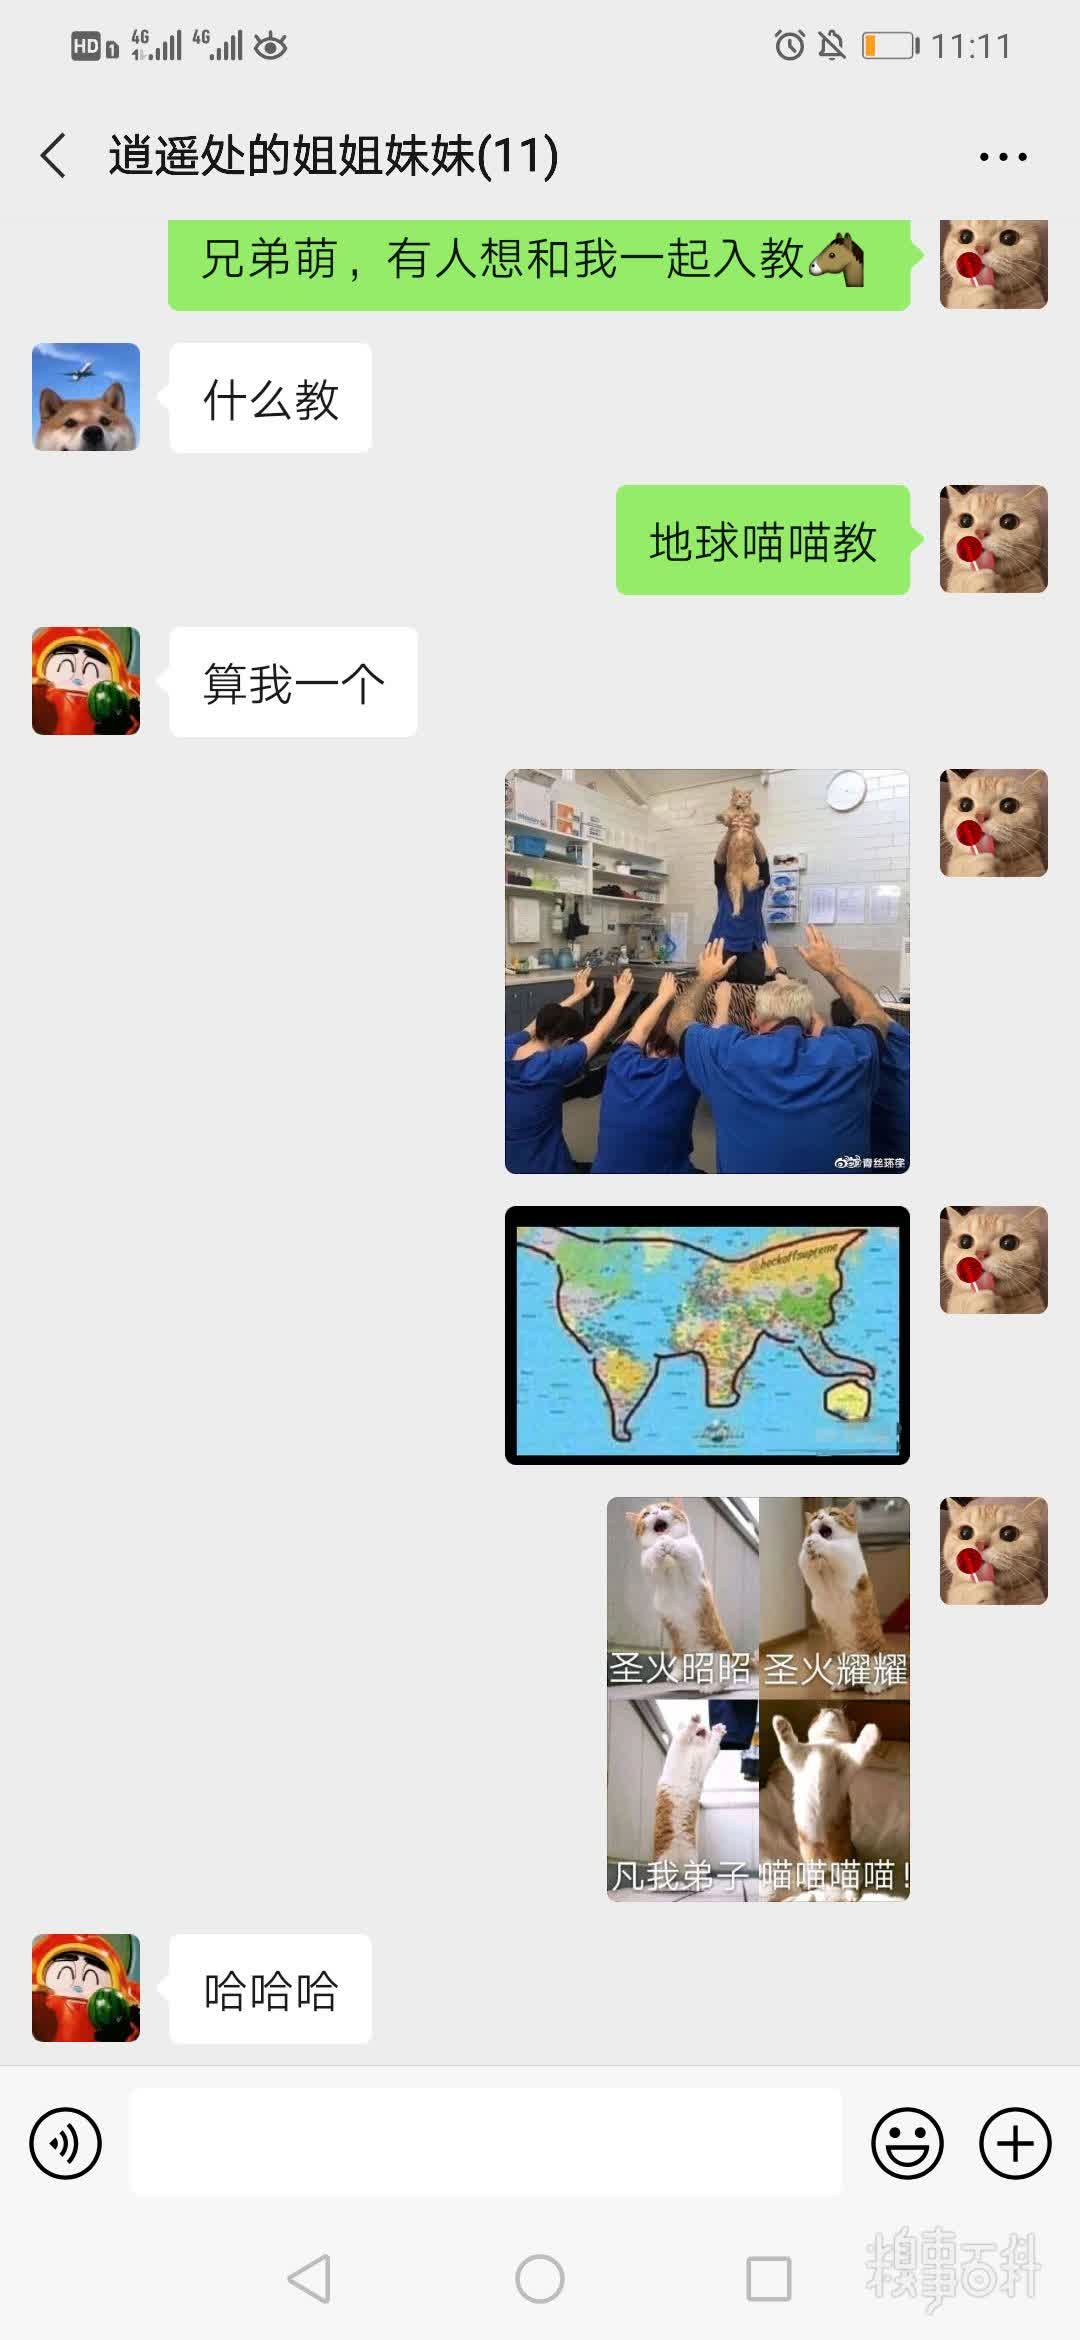 HD 1 4G 4G 11:11
逍遥处的姐姐妹妹(11)
兄弟萌，有人想和我一起入教🐴
什么教
地球喵喵教
算我一个
青丝环宇
@heckoffsupreme
圣火昭昭 圣火耀耀
凡我弟子 喵喵喵喵！
哈哈哈
糗事百科